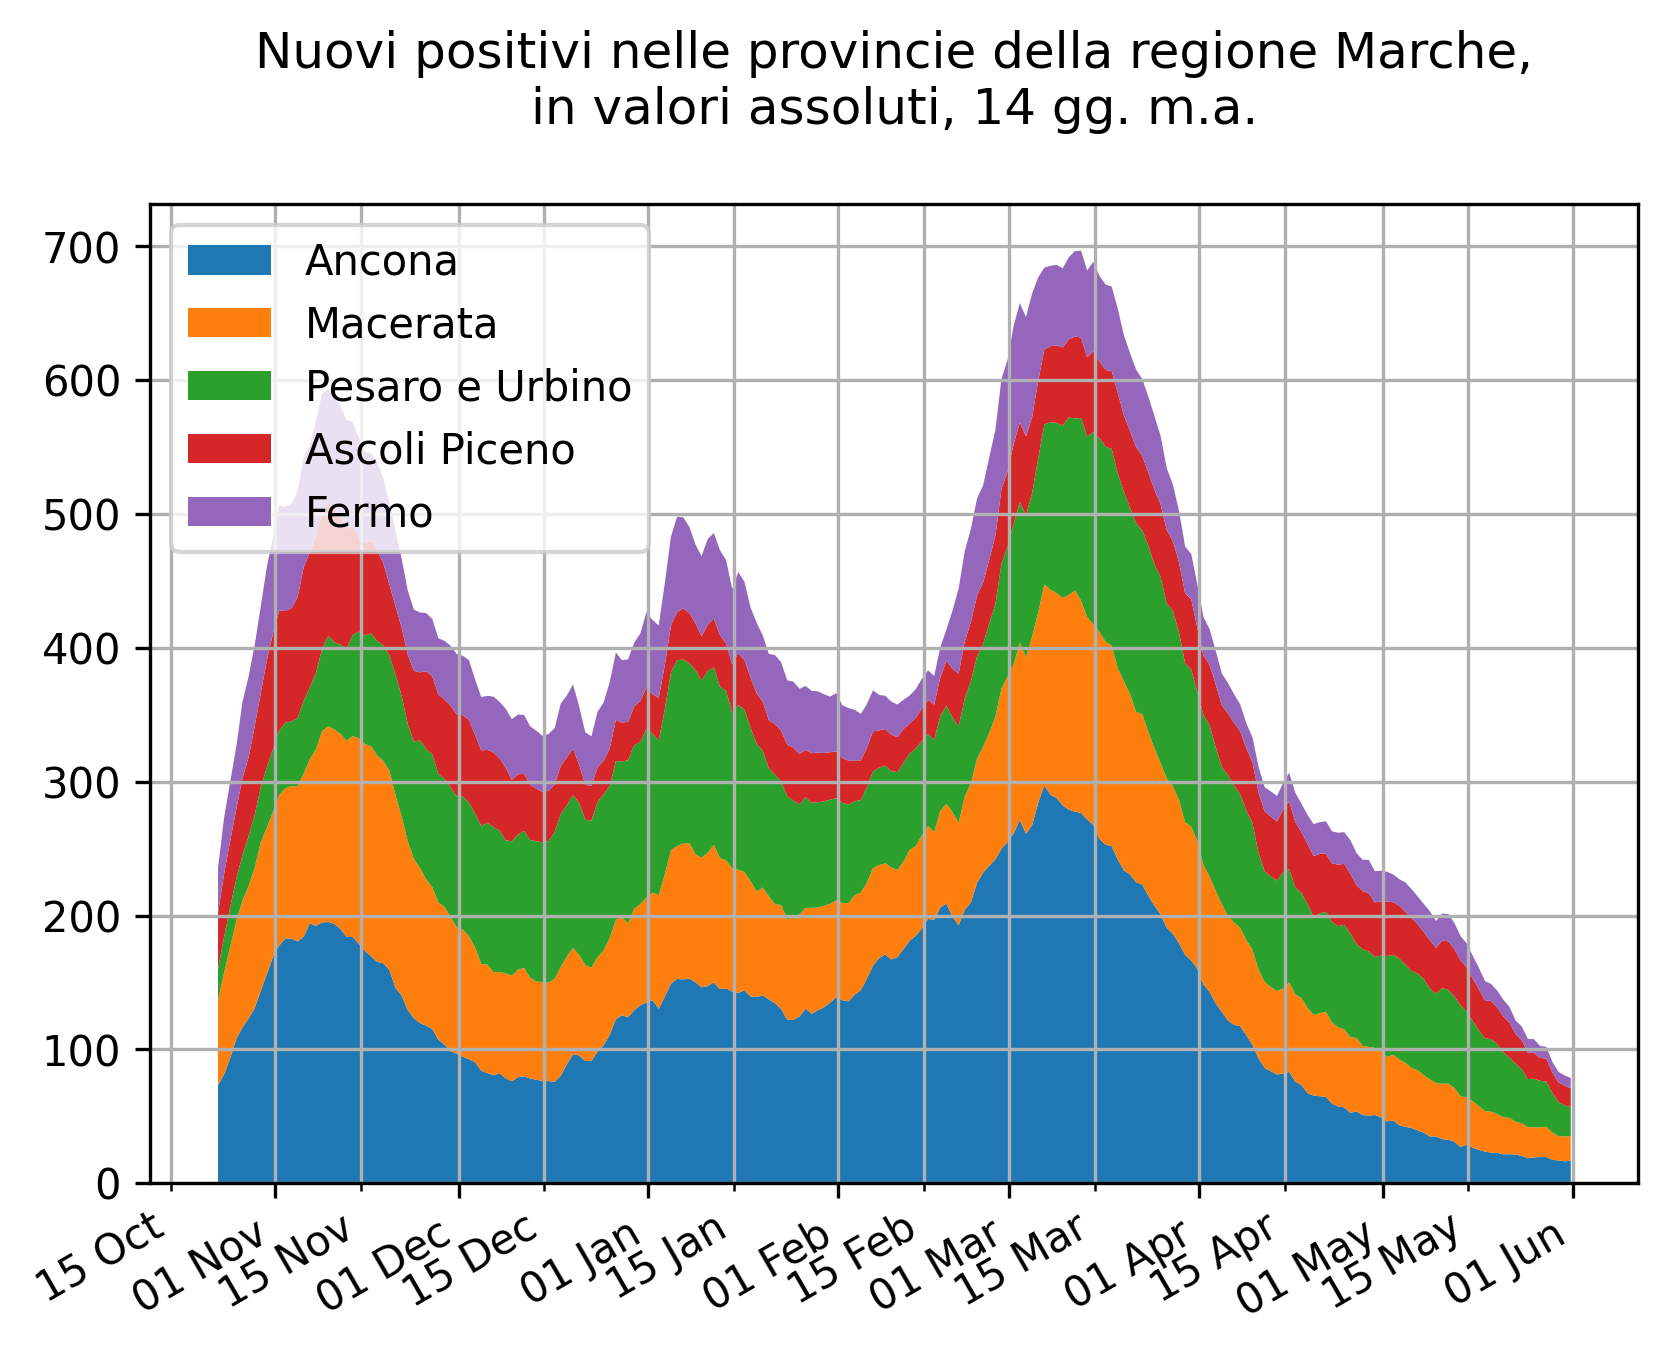 Nuovi positivi nelle provincie della regione Marche,
in valori assoluti, 14 gg. m.a.
700
600
500
400
300
200
100
0
Ancona
Macerata
Pesaro e Urbino
Ascoli Piceno
Fermo
15 Oct
01 Nov
15 Nov
01 Dec
15 Dec
01 Jan
15 Jan
01 Feb
15 Feb
01 Mar
15 Mar
01 Apr
15 Apr
01 May
15 May
01 Jun